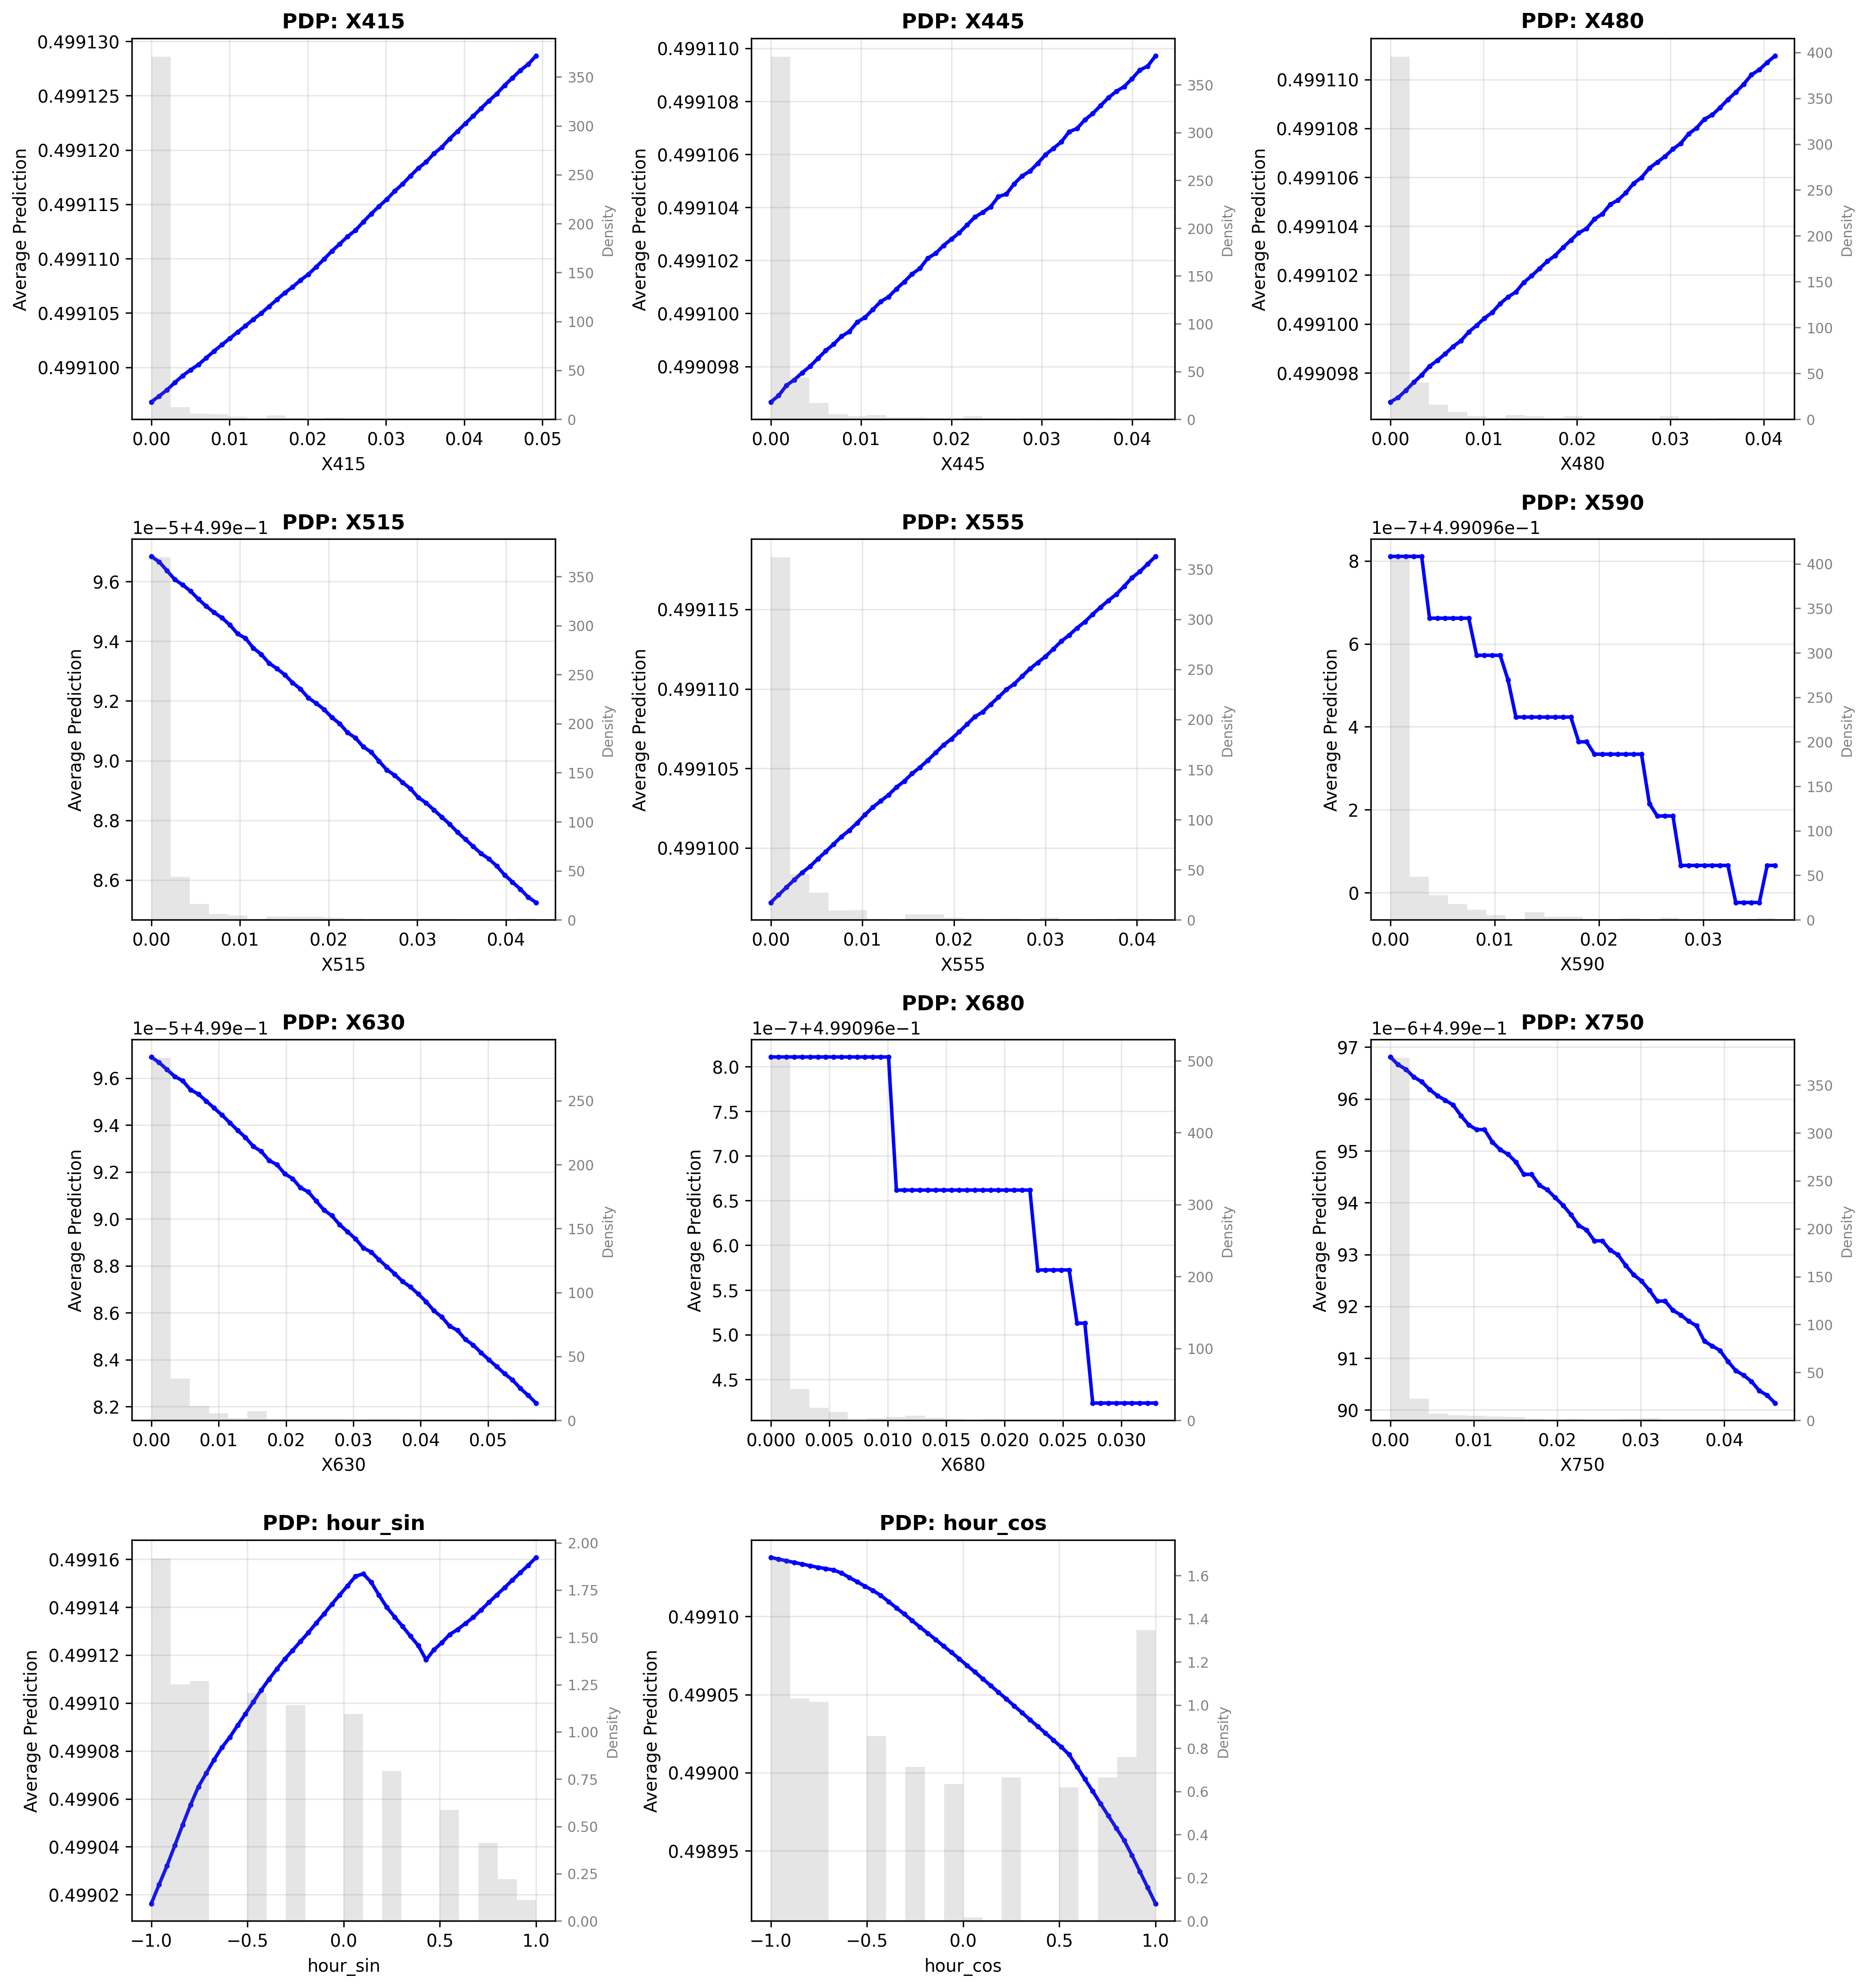 PDP: X415
PDP: X445
PDP: X480
Average Prediction
0.499130
0.499125
0.499120
0.499115
0.499110
0.499105
0.499100
350
300
250
200
150
100
50
0
Density
0.00 0.01 0.02 0.03 0.04 0.05
X415
Average Prediction
0.499110
0.499108
0.499106
0.499104
0.499102
0.499100
0.499098
350
300
250
200
150
100
50
0
Density
0.00 0.01 0.02 0.03 0.04
X445
Average Prediction
0.499110
0.499108
0.499106
0.499104
0.499102
0.499100
0.499098
400
350
300
250
200
150
100
50
0
Density
0.00 0.01 0.02 0.03 0.04
X480
1e−5+4.99e−1 PDP: X515
PDP: X555
PDP: X590
1e−7+4.99096e−1
Average Prediction
9.6
9.4
9.2
9.0
8.8
8.6
350
300
250
200
150
100
50
0
Density
0.00 0.01 0.02 0.03 0.04
X515
Average Prediction
0.499115
0.499110
0.499105
0.499100
350
300
250
200
150
100
50
0
Density
0.00 0.01 0.02 0.03 0.04
X555
Average Prediction
8
6
4
2
0
400
350
300
250
200
150
100
50
0
Density
0.00 0.01 0.02 0.03
X590
1e−5+4.99e−1 PDP: X630
PDP: X680
1e−7+4.99096e−1
1e−6+4.99e−1 PDP: X750
Average Prediction
9.6
9.4
9.2
9.0
8.8
8.6
8.4
8.2
250
200
150
100
50
0
Density
0.00 0.01 0.02 0.03 0.04 0.05
X630
Average Prediction
8.0
7.5
7.0
6.5
6.0
5.5
5.0
4.5
500
400
300
200
100
0
Density
0.000 0.005 0.010 0.015 0.020 0.025 0.030
X680
Average Prediction
97
96
95
94
93
92
91
90
350
300
250
200
150
100
50
0
Density
0.00 0.01 0.02 0.03 0.04
X750
PDP: hour_sin
PDP: hour_cos
Average Prediction
0.49916
0.49914
0.49912
0.49910
0.49908
0.49906
0.49904
0.49902
2.00
1.75
1.50
1.25
1.00
0.75
0.50
0.25
0.00
Density
−1.0 −0.5 0.0 0.5 1.0
hour_sin
Average Prediction
0.49910
0.49905
0.49900
0.49895
1.6
1.4
1.2
1.0
0.8
0.6
0.4
0.2
0.0
Density
−1.0 −0.5 0.0 0.5 1.0
hour_cos